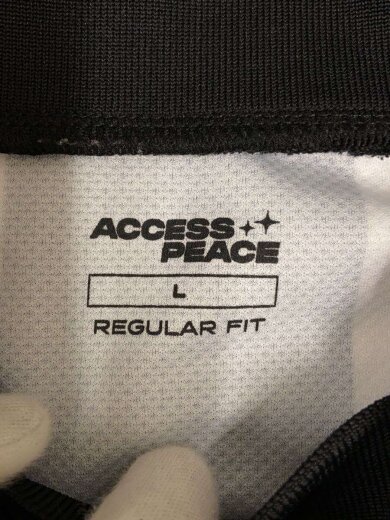 ACCESS
PEACE
L
REGULAR FIT